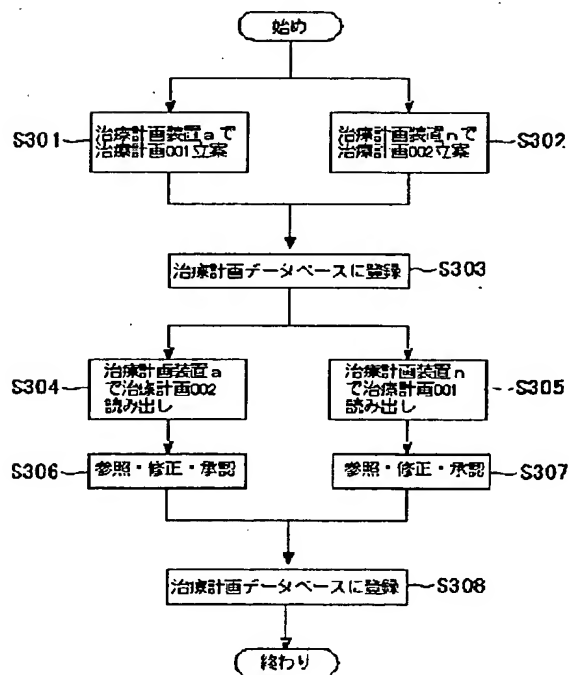 始め
S301
治療計画装置aで
治療計画001立案
治療計画装置nで
治療計画002立案
S302
治療計画データベースに登録
S303
S304
治療計画装置a
で治療計画002
読み出し
治療計画装置n
で治療計画001
読み出し
S305
S306
参照・修正・承認
参照・修正・承認
S307
治療計画データベースに登録
S308
終わり